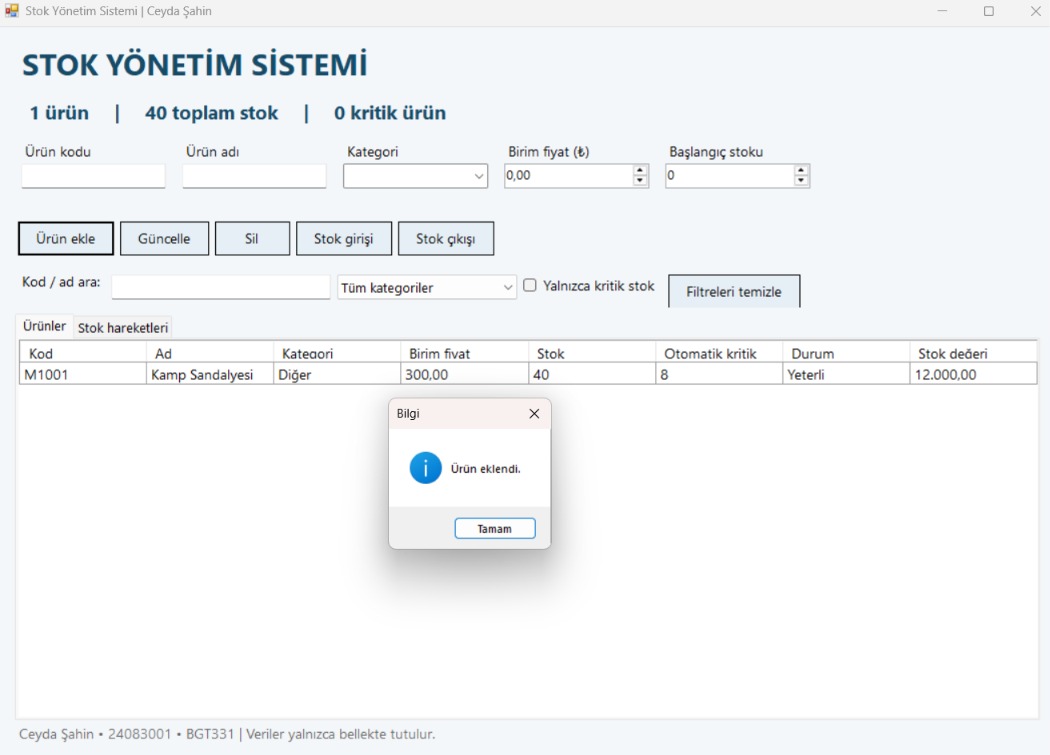 Stok Yönetim Sistemi | Ceyda Şahin
STOK YÖNETİM SİSTEMİ
1 ürün | 40 toplam stok | 0 kritik ürün
Ürün kodu Ürün adı Kategori Birim fiyat (₺) Başlangıç stoku
0,00 0
Ürün ekle Güncelle Sil Stok girişi Stok çıkışı
Kod / ad ara: Tüm kategoriler Yalnızca kritik stok Filtreleri temizle
Ürünler Stok hareketleri
Kod Ad Kategori Birim fiyat Stok Otomatik kritik Durum Stok değeri
M1001 Kamp Sandalyesi Diğer 300,00 40 8 Yeterli 12.000,00
Bilgi
Ürün eklendi.
Tamam
Ceyda Şahin • 24083001 • BGT331 | Veriler yalnızca bellekte tutulur.